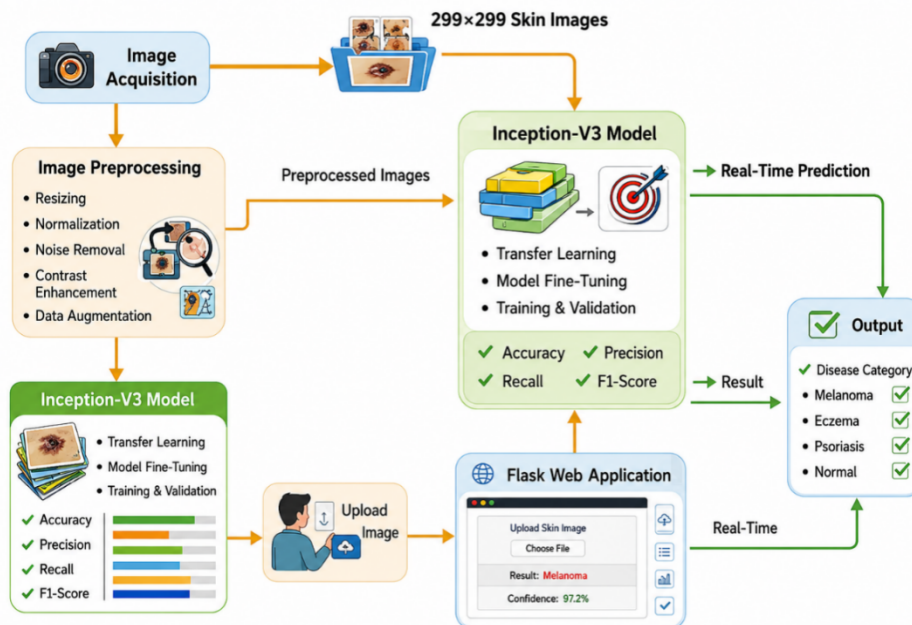 299×299 Skin Images
Image
Acquisition
Image Preprocessing
• Resizing
• Normalization
• Noise Removal
• Contrast
Enhancement
• Data Augmentation
Preprocessed Images
Inception-V3 Model
• Transfer Learning
• Model Fine-Tuning
• Training & Validation
✓ Accuracy ✓ Precision
✓ Recall ✓ F1-Score
Real-Time Prediction
Result
Output
✓ Disease Category
• Melanoma
• Eczema
• Psoriasis
• Normal
Inception-V3 Model
• Transfer Learning
• Model Fine-Tuning
• Training & Validation
✓ Accuracy
✓ Precision
✓ Recall
✓ F1-Score
Upload
Image
Flask Web Application
Upload Skin Image
Choose File
Result: Melanoma
Confidence: 97.2%
Real-Time